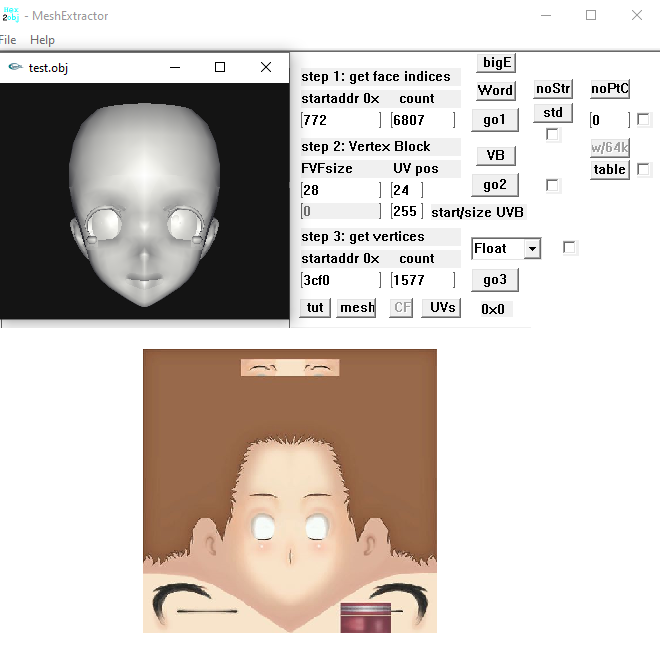 hex
2obj - MeshExtractor
File Help
test.obj
bigE
step 1: get face indices
Word noStr noPtC
startaddr 0x count
std
772 6807 go1 0
step 2: Vertex Block
w/64k
FVFsize UV pos VB
table
28 24 go2
0 255 start/size UVB
step 3: get vertices
Float
startaddr 0x count
3cf0 1577 go3
tut mesh CF UVs 0x0